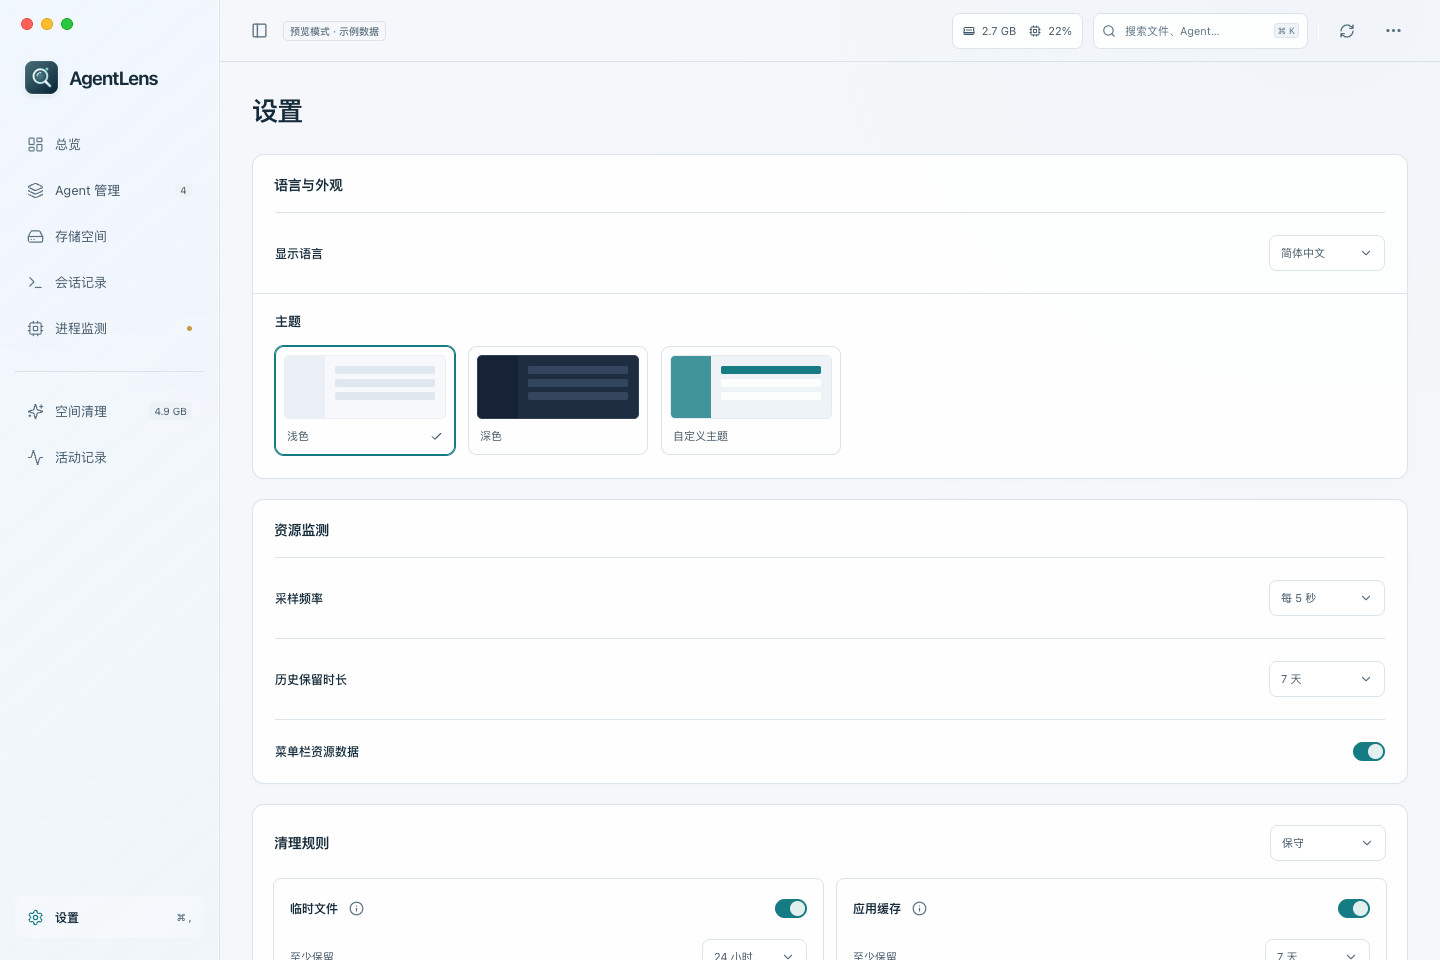 预览模式 · 示例数据
2.7 GB
22%
搜索文件、Agent...
⌘ K
AgentLens
总览
Agent 管理
4
存储空间
会话记录
进程监测
空间清理
4.9 GB
活动记录
设置
⌘ ,
设置
语言与外观
显示语言
简体中文
主题
浅色
深色
自定义主题
资源监测
采样频率
每 5 秒
历史保留时长
7 天
菜单栏资源数据
清理规则
保守
临时文件
应用缓存
至少保留
24 小时
至少保留
7 天